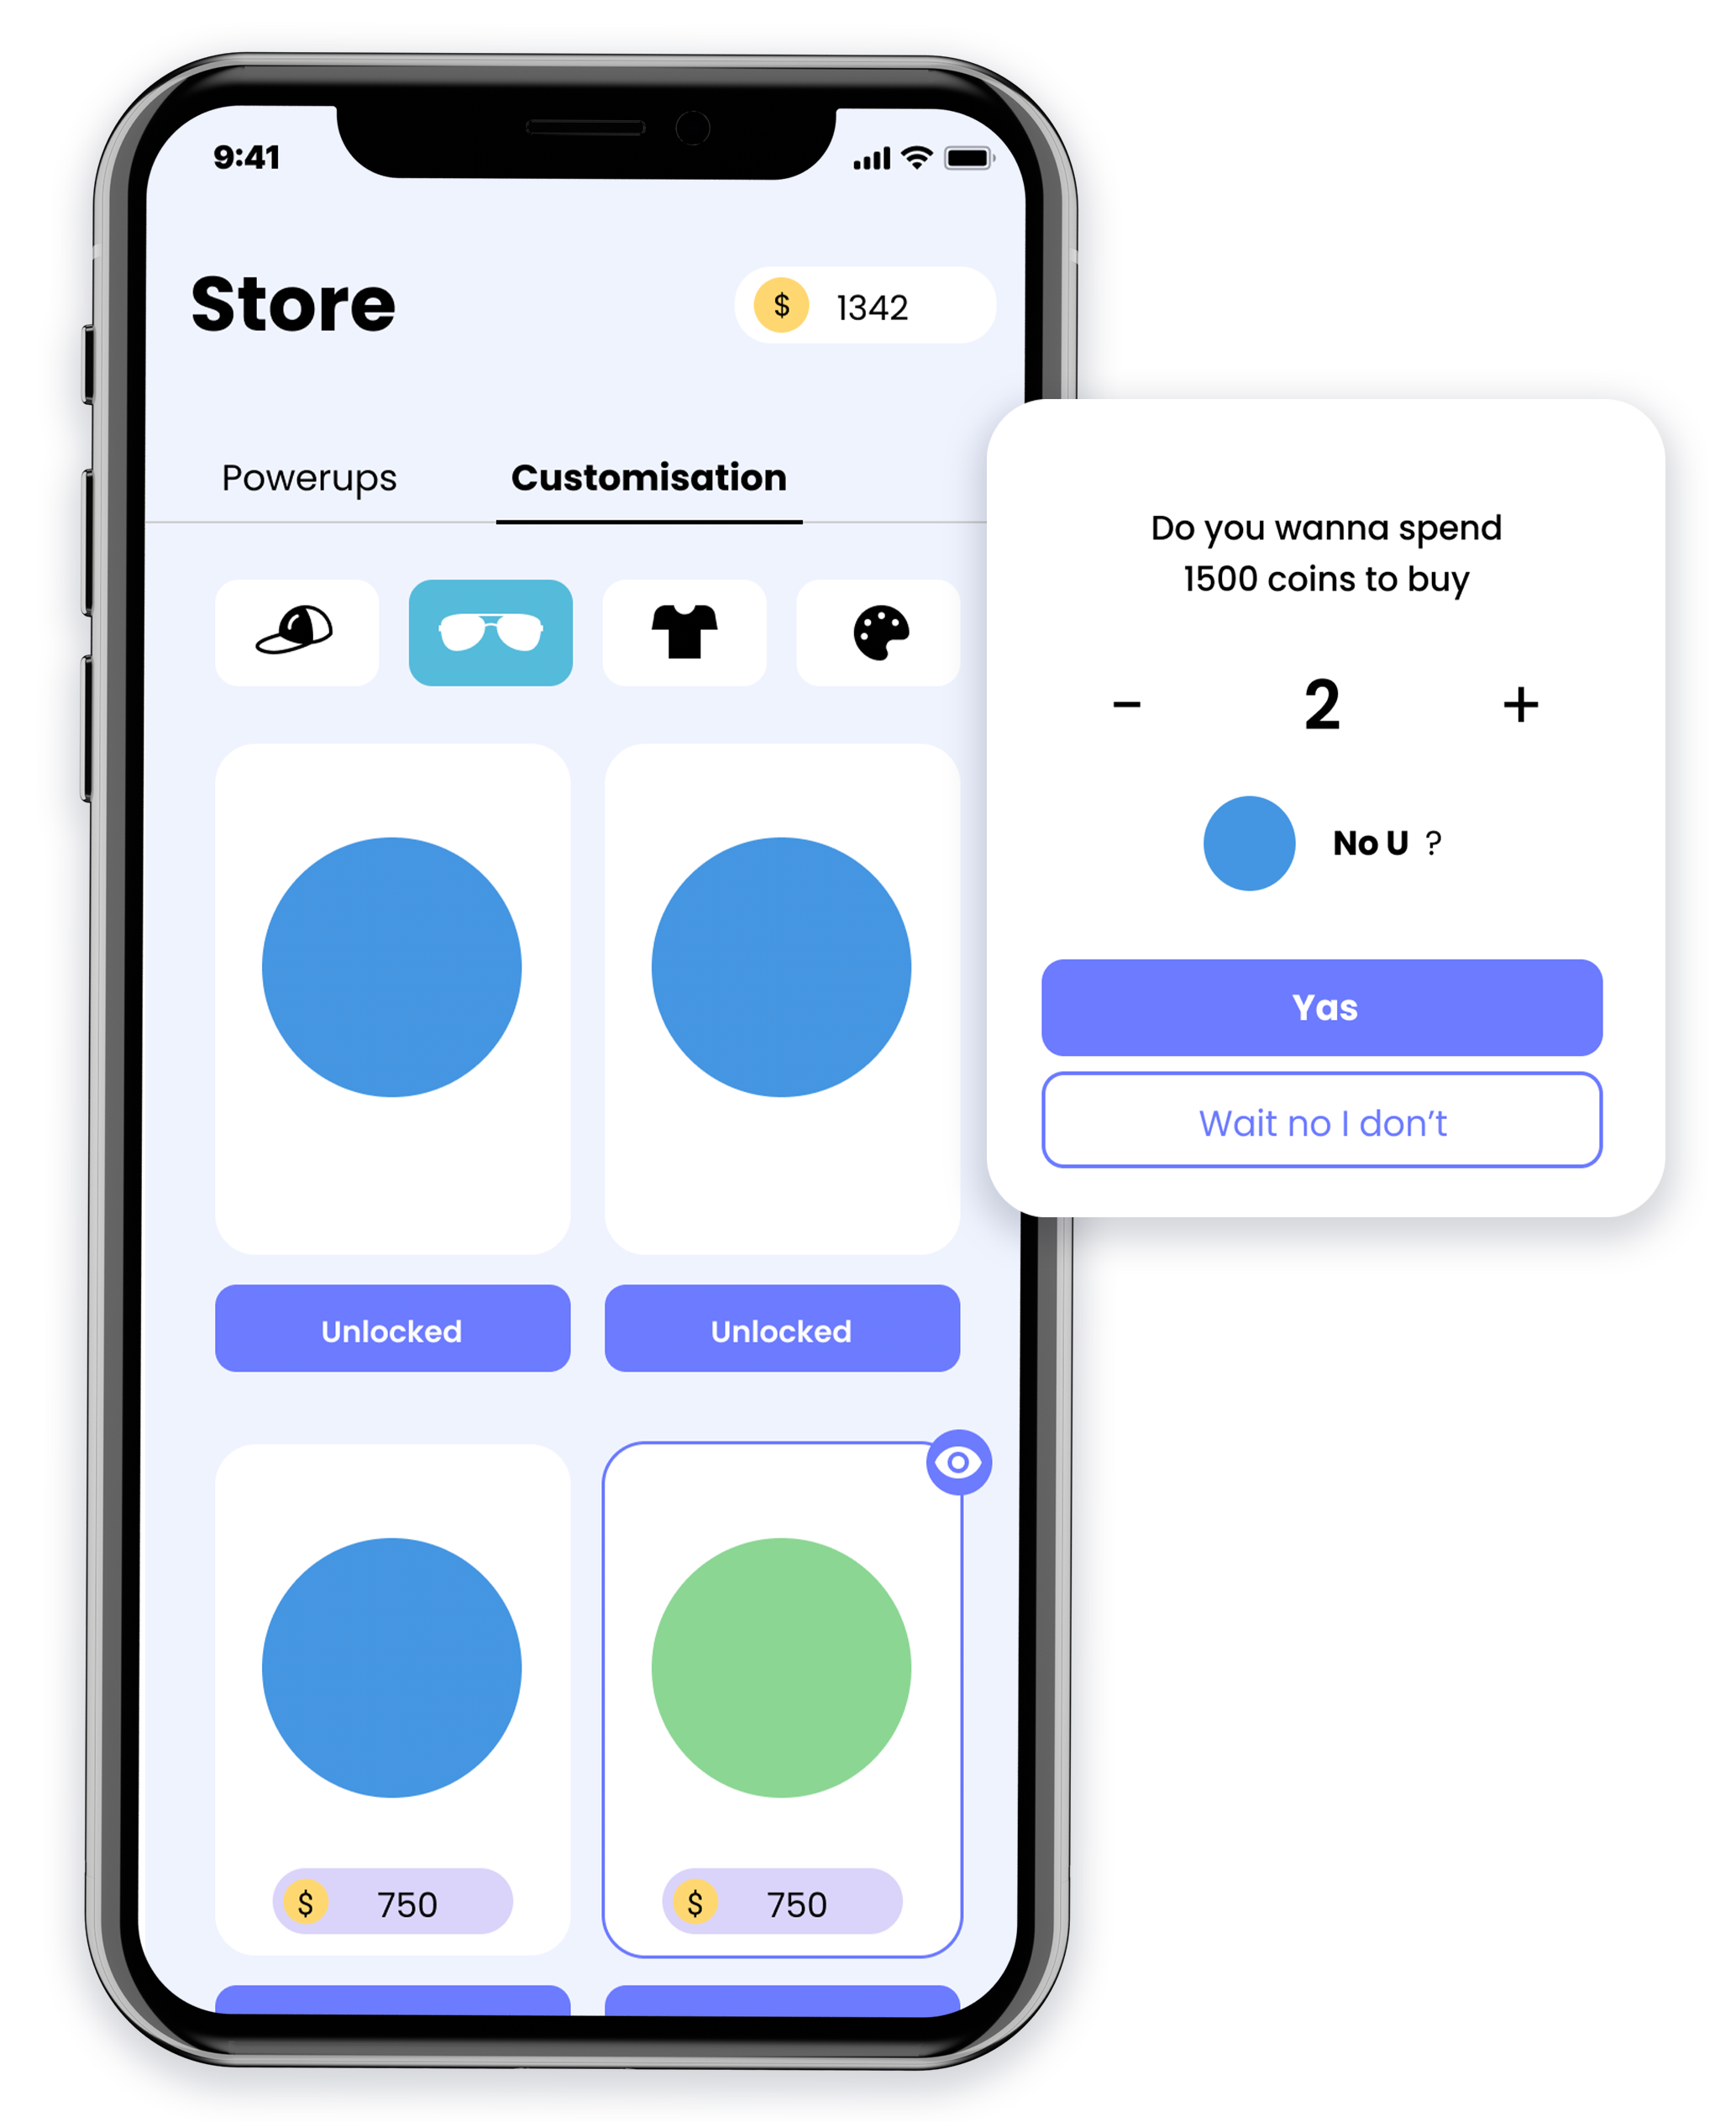 9:41
Store
$ 1342
Powerups Customisation
Do you wanna spend
1500 coins to buy
- 2 +
No U ?
Yas
Wait no I don’t
Unlocked Unlocked
$ 750 $ 750